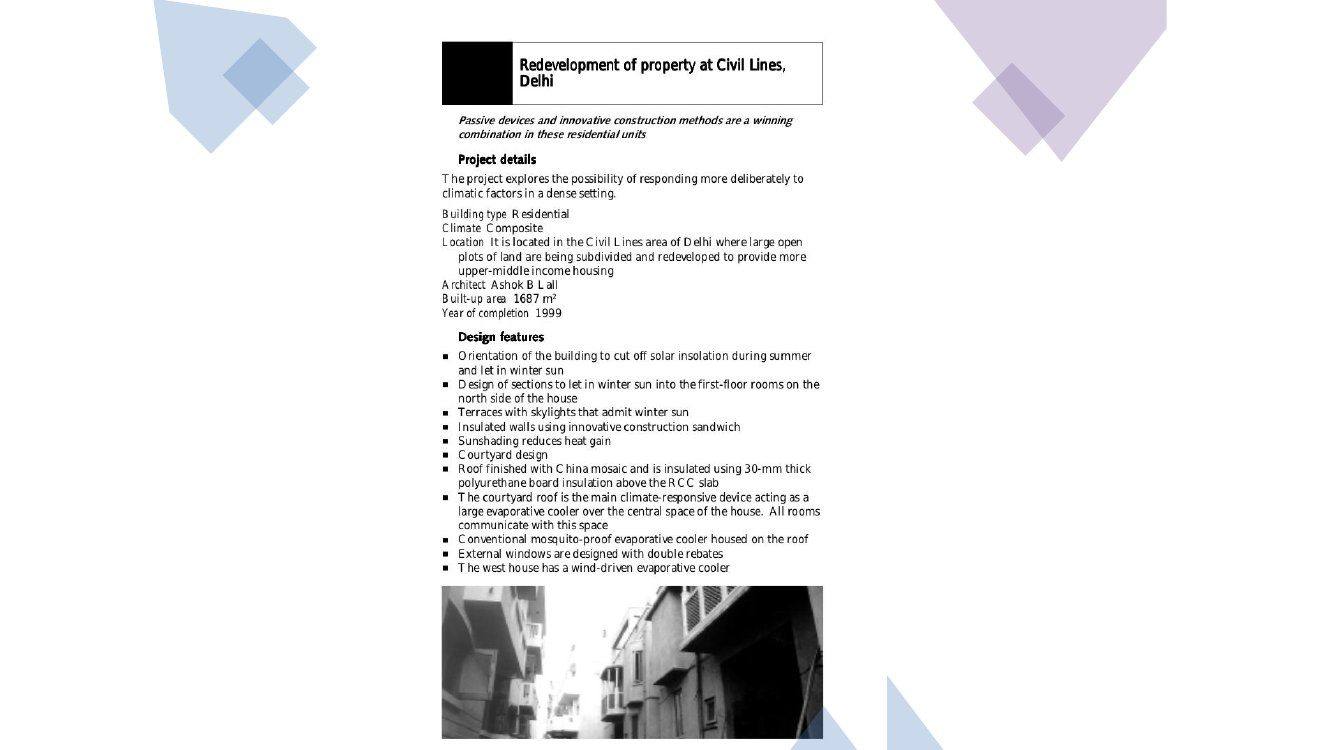 Redevelopment of property at Civil Lines,
Delhi
Passive devices and innovative construction methods are a winning
combination in these residential units
Project details
The project explores the possibility of responding more deliberately to
climatic factors in a dense setting.
Building type Residential
Climate Composite
Location It is located in the Civil Lines area of Delhi where large open
plots of land are being subdivided and redeveloped to provide more
upper-middle income housing
Architect Ashok B Lall
Built-up area 1687 m²
Year of completion 1999
Design features
▪ Orientation of the building to cut off solar insolation during summer
and let in winter sun
▪ Design of sections to let in winter sun into the first-floor rooms on the
north side of the house
▪ Terraces with skylights that admit winter sun
▪ Insulated walls using innovative construction sandwich
▪ Sunshading reduces heat gain
▪ Courtyard design
▪ Roof finished with China mosaic and is insulated using 30-mm thick
polyurethane board insulation above the RCC slab
▪ The courtyard roof is the main climate-responsive device acting as a
large evaporative cooler over the central space of the house. All rooms
communicate with this space
▪ Conventional mosquito-proof evaporative cooler housed on the roof
▪ External windows are designed with double rebates
▪ The west house has a wind-driven evaporative cooler